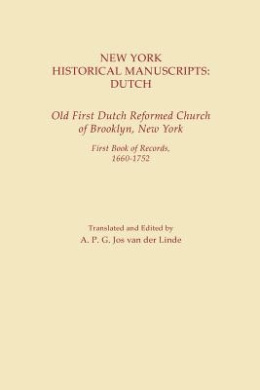 NEW YORK
HISTORICAL MANUSCRIPTS:
DUTCH
Old First Dutch Reformed Church
of Brooklyn, New York
First Book of Records,
1660-1752
Translated and Edited by
A. P. G. Jos van der Linde